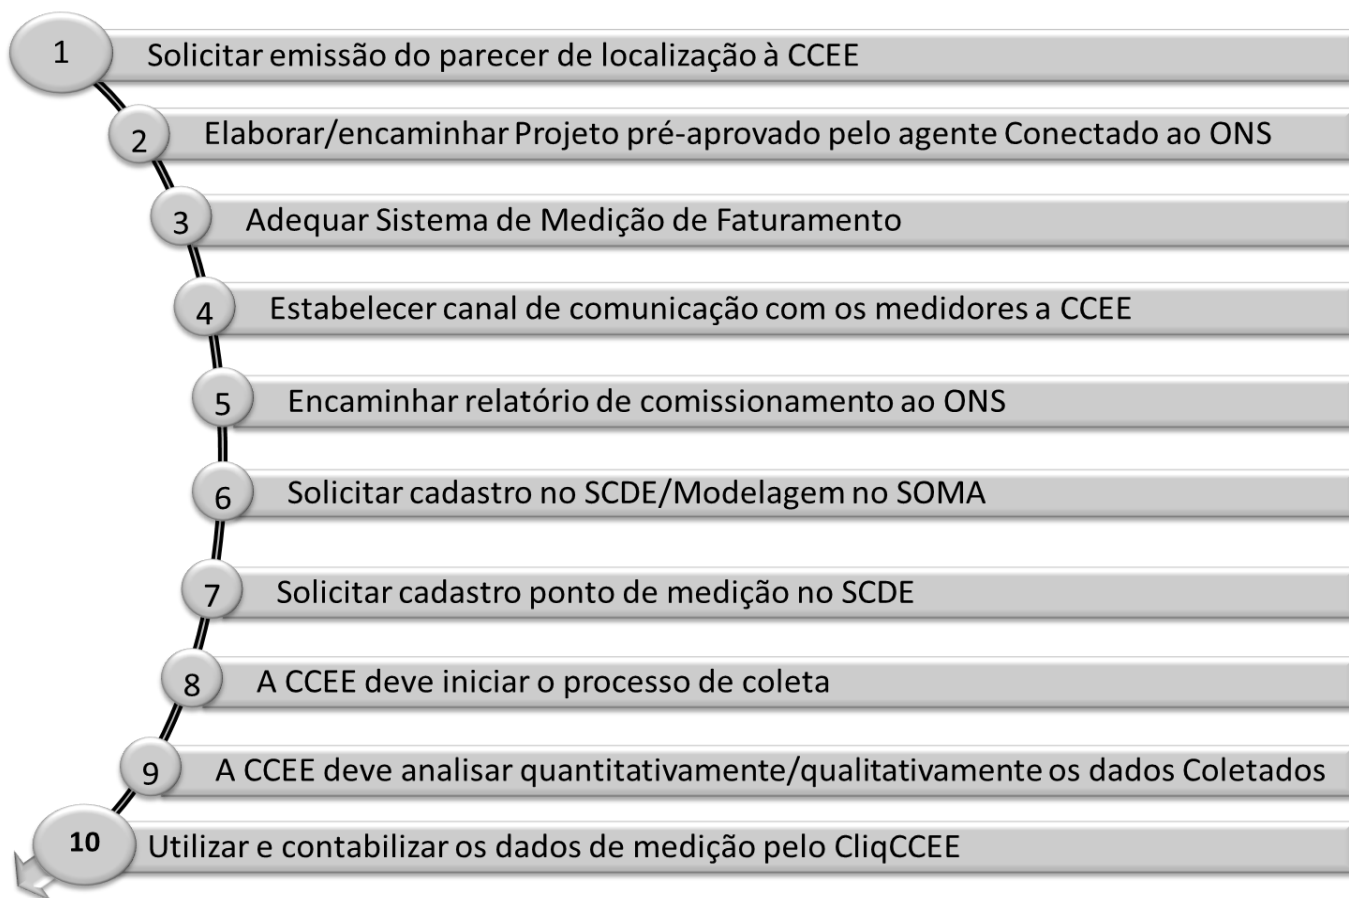 1 Solicitar emissão do parecer de localização à CCEE
2 Elaborar/encaminhar Projeto pré-aprovado pelo agente Conectado ao ONS
3 Adequar Sistema de Medição de Faturamento
4 Estabelecer canal de comunicação com os medidores a CCEE
5 Encaminhar relatório de comissionamento ao ONS
6 Solicitar cadastro no SCDE/Modelagem no SOMA
7 Solicitar cadastro ponto de medição no SCDE
8 A CCEE deve iniciar o processo de coleta
9 A CCEE deve analisar quantitativamente/qualitativamente os dados Coletados
10 Utilizar e contabilizar os dados de medição pelo CliqCCEE